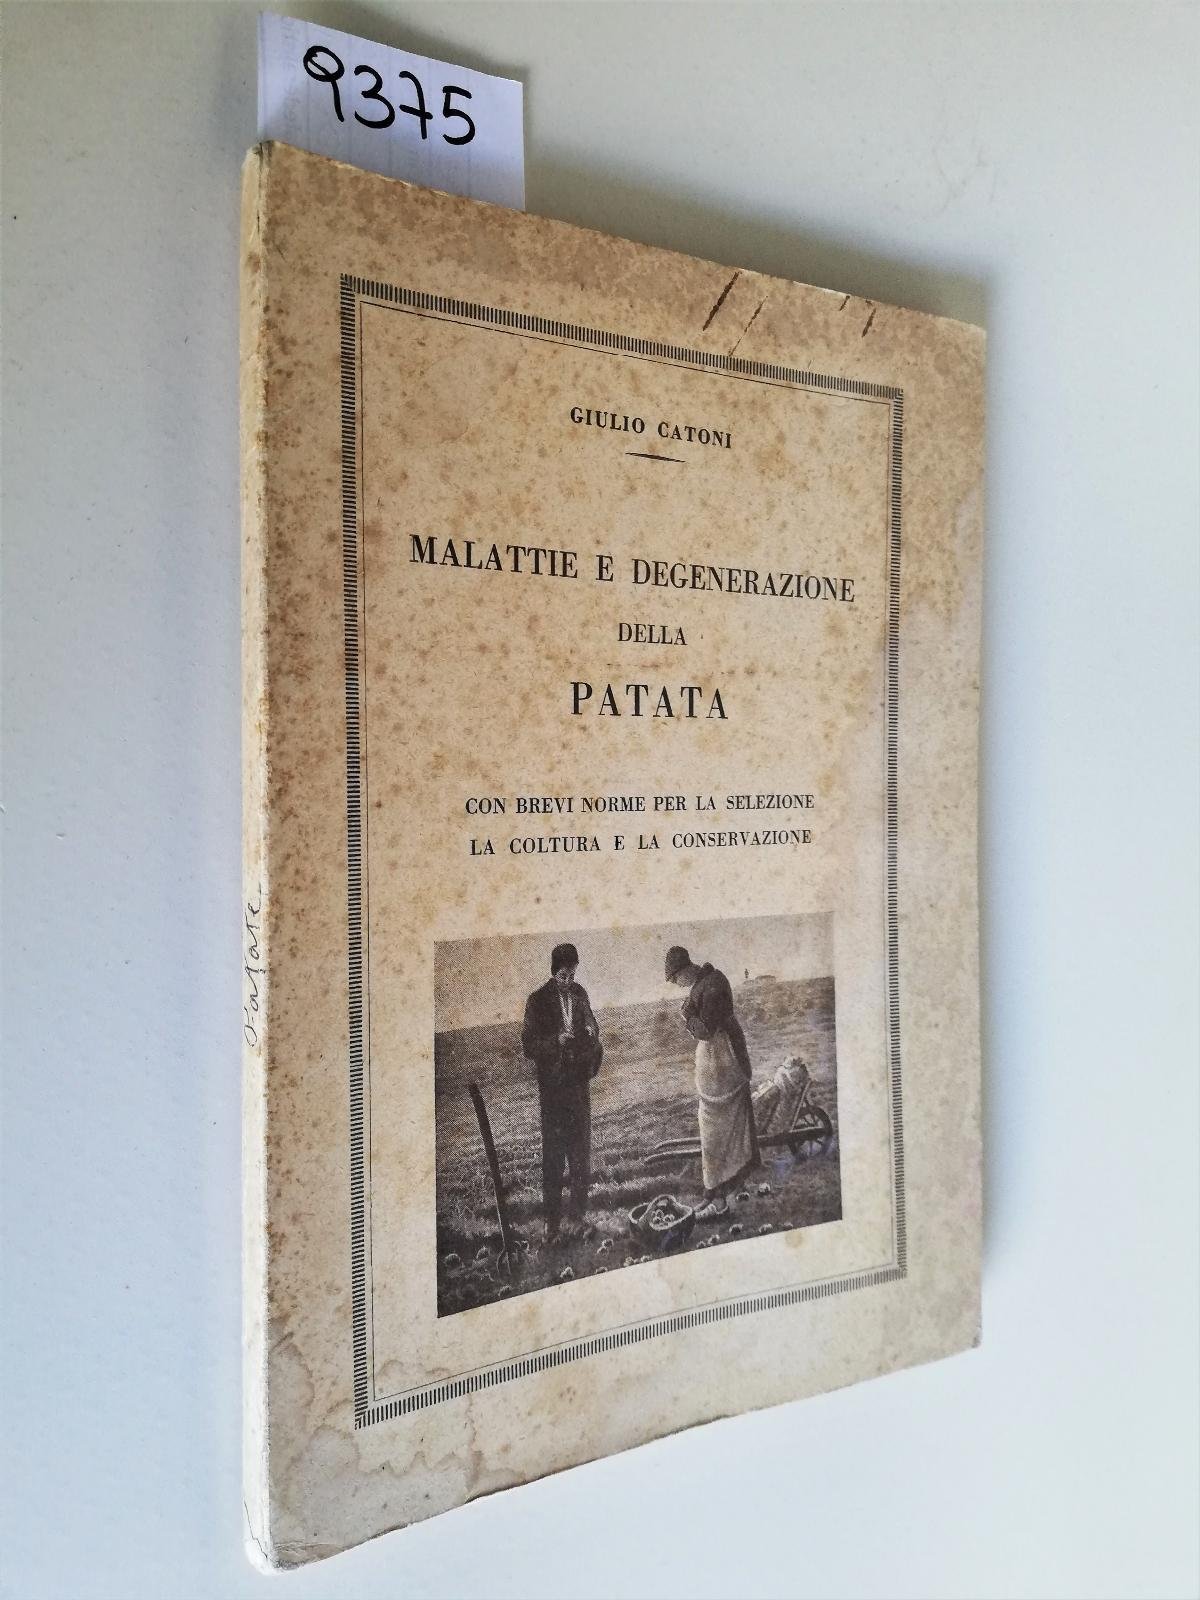 9375
GIULIO CATONI
MALATTIE E DEGENERAZIONE
DELLA
PATATA
CON BREVI NORME PER LA SELEZIONE
LA COLTURA E LA CONSERVAZIONE
Patate